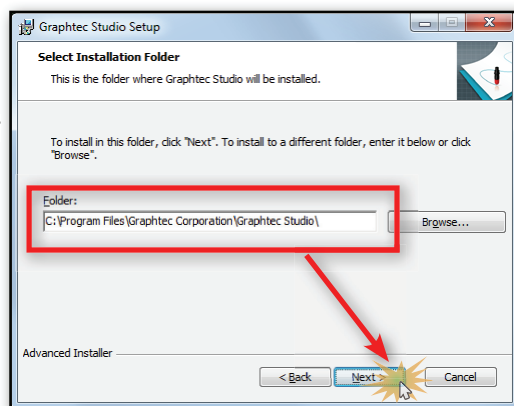 Graphtec Studio Setup
Select Installation Folder
This is the folder where Graphtec Studio will be installed.
To install in this folder, click "Next". To install to a different folder, enter it below or click
"Browse".
Folder:
C:\Program Files\Graphtec Corporation\Graphtec Studio\
Browse...
Advanced Installer
< Back
Next >
Cancel